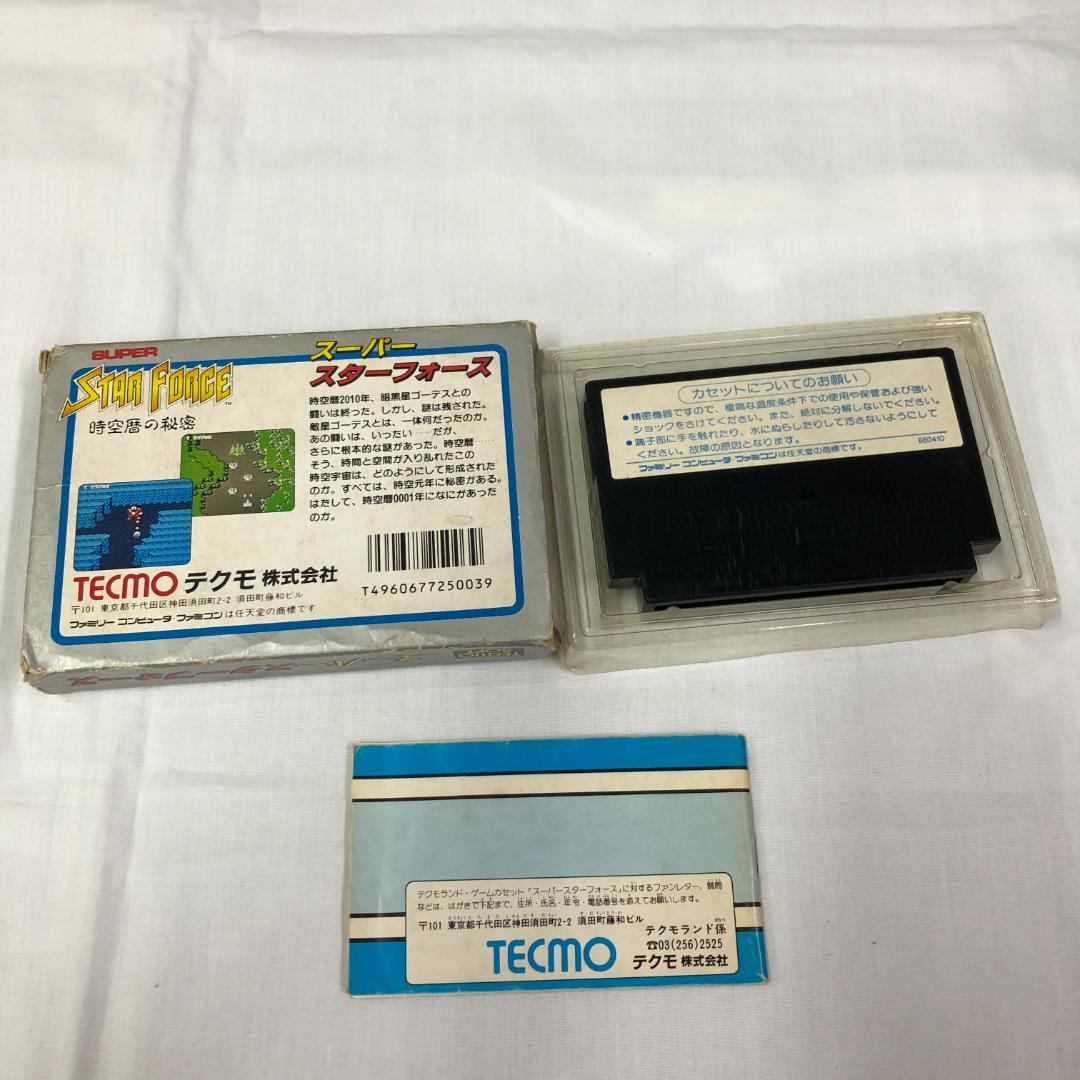 SUPER
STAR FORCE
TM
時空暦の秘密
スーパー
スターフォース
時空暦2010年、暗黒星ゴーデスとの
闘いは終った。しかし、謎は残された。
敵星ゴーデスとは、一体何だったのか。
あの闘いは、いったい……だが、
さらに根本的な謎があった。時空暦……
そう、時間と空間が入り乱れたこの
時空宇宙は、どのようにして形成された
のか。すべては、時空元年に秘密がある。
はたして、時空暦0001年になにがあった
のか。
T4960677250039
TECMO テクモ 株式会社
〒101 東京都千代田区神田須田町2-2 須田町藤和ビル
ファミリー コンピュータ・ファミコンは任天堂の商標です
スーパースターフォース
カセットについてのお願い
●精密機器ですので、極端な温度条件下での使用や保管および強い
ショックをさけてください。また、絶対に分解しないでください。
●端子部に手を触れたり、水にぬらしたりして汚さないようにして
ください。故障の原因となります。
860410
ファミリー コンピュータ・ファミコンは任天堂の商標です。
テクモランド・ゲームカセット「スーパースターフォース」に対するファンレター、質問
などは、はがきで下記まで、住所・氏名・年令・電話番号を添えてお願いします。
〒101 東京都千代田区神田須田町2-2 須田町藤和ビル
テクモランド係
☎03(256)2525
TECMO テクモ 株式会社